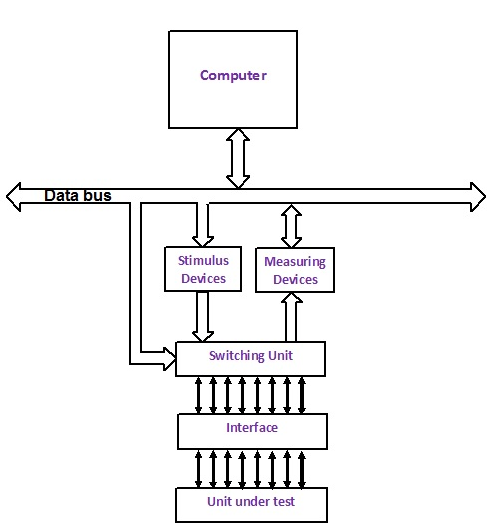 Computer
Data bus
Stimulus
Devices
Measuring
Devices
Switching Unit
Interface
Unit under test